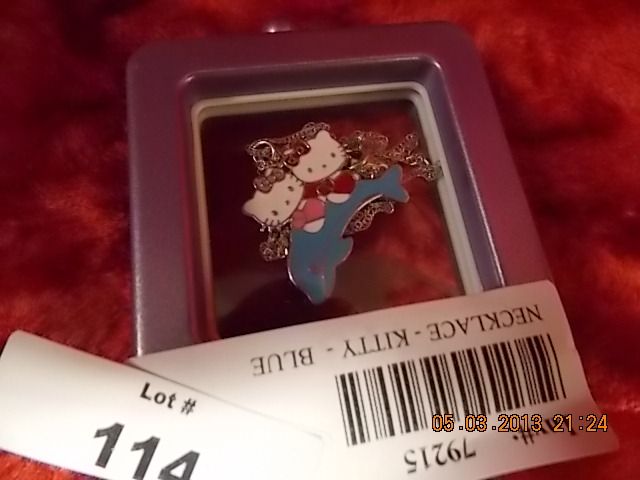 NECKLACE - KITTY - BLUE
79215
Lot #
114
05.03.2013 21:24